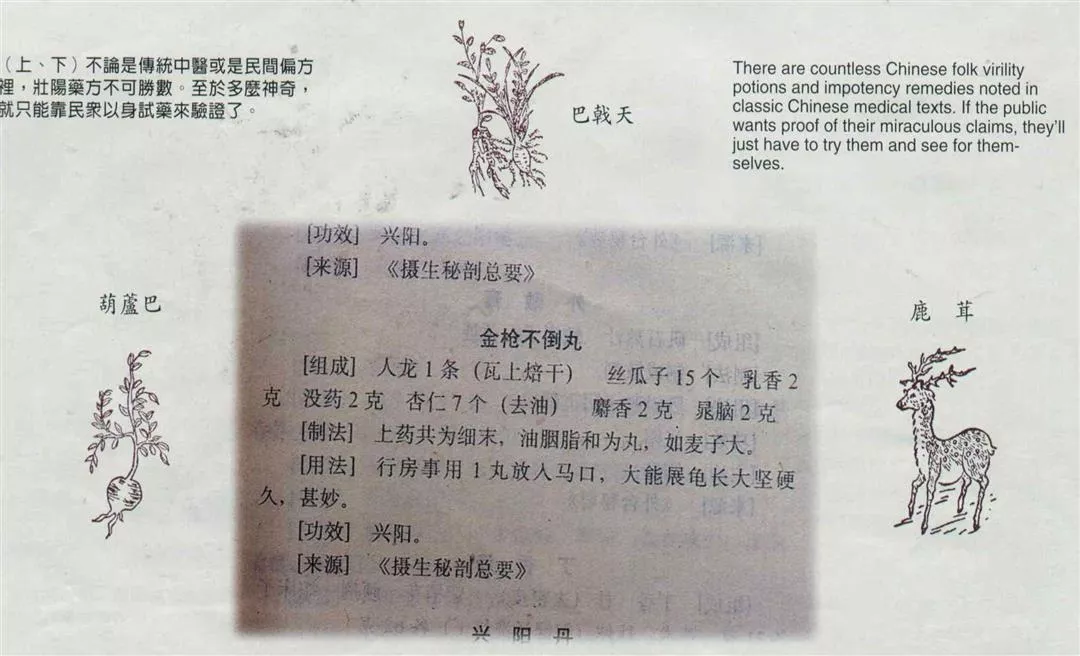 （上、下）不論是傳統中醫或是民間偏方
裡，壯陽藥方不可勝數。至於多麼神奇，
就只能靠民眾以身試藥來驗證了。
巴戟天
There are countless Chinese folk virility
potions and impotency remedies noted in
classic Chinese medical texts. If the public
wants proof of their miraculous claims, they'll
just have to try them and see for them-
selves.
葫蘆巴
鹿 茸
[功效] 兴阳。
[来源] 《摄生秘剖总要》
金枪不倒丸
[组成] 人龙1条（瓦上焙干） 丝瓜子15个 乳香2
克 没药2克 杏仁7个（去油） 麝香2克 晁脑2克
[制法] 上药共为细末，油胭脂和为丸，如麦子大。
[用法] 行房事用1丸放入马口，大能展龟长大坚硬
久，甚妙。
[功效] 兴阳。
[来源] 《摄生秘剖总要》
兴 阳 丹